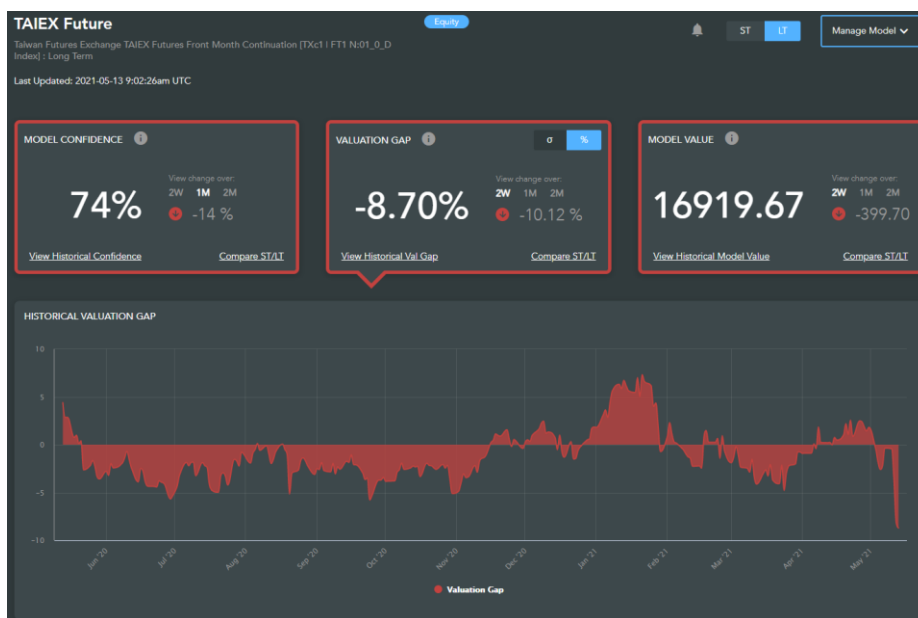 TAIEX Future
Equity
Taiwan Futures Exchange TAIEX Futures Front Month Continuation [TXc1 | FT1 N:01_0_D
Index] : Long Term
ST LT
Manage Model
Last Updated: 2021-05-13 9:02:26am UTC
MODEL CONFIDENCE
74%
View change over:
2W 1M 2M
-14 %
View Historical Confidence
Compare ST/LT
VALUATION GAP
σ %
-8.70%
View change over:
2W 1M 2M
-10.12 %
View Historical Val Gap
Compare ST/LT
MODEL VALUE
16919.67
View change over:
2W 1M 2M
-399.70
View Historical Model Value
Compare ST/LT
HISTORICAL VALUATION GAP
10
5
0
-5
-10
Jun '20
Jul '20
Aug '20
Sep '20
Oct '20
Nov '20
Dec '20
Jan '21
Feb '21
Mar '21
Apr '21
May '21
Valuation Gap